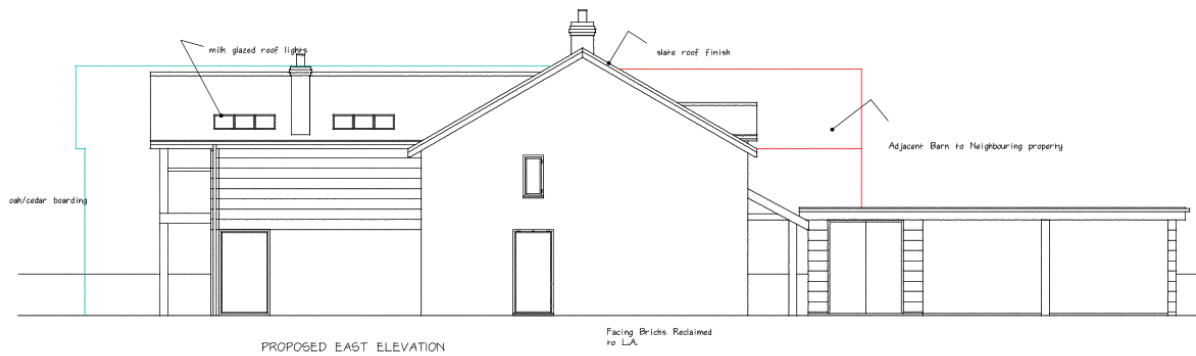 milk glazed roof lights
slate roof finish
Adjacent Barn to Neighbouring property
oak/cedar boarding
Facing Bricks Reclaimed
to L.A.
PROPOSED EAST ELEVATION